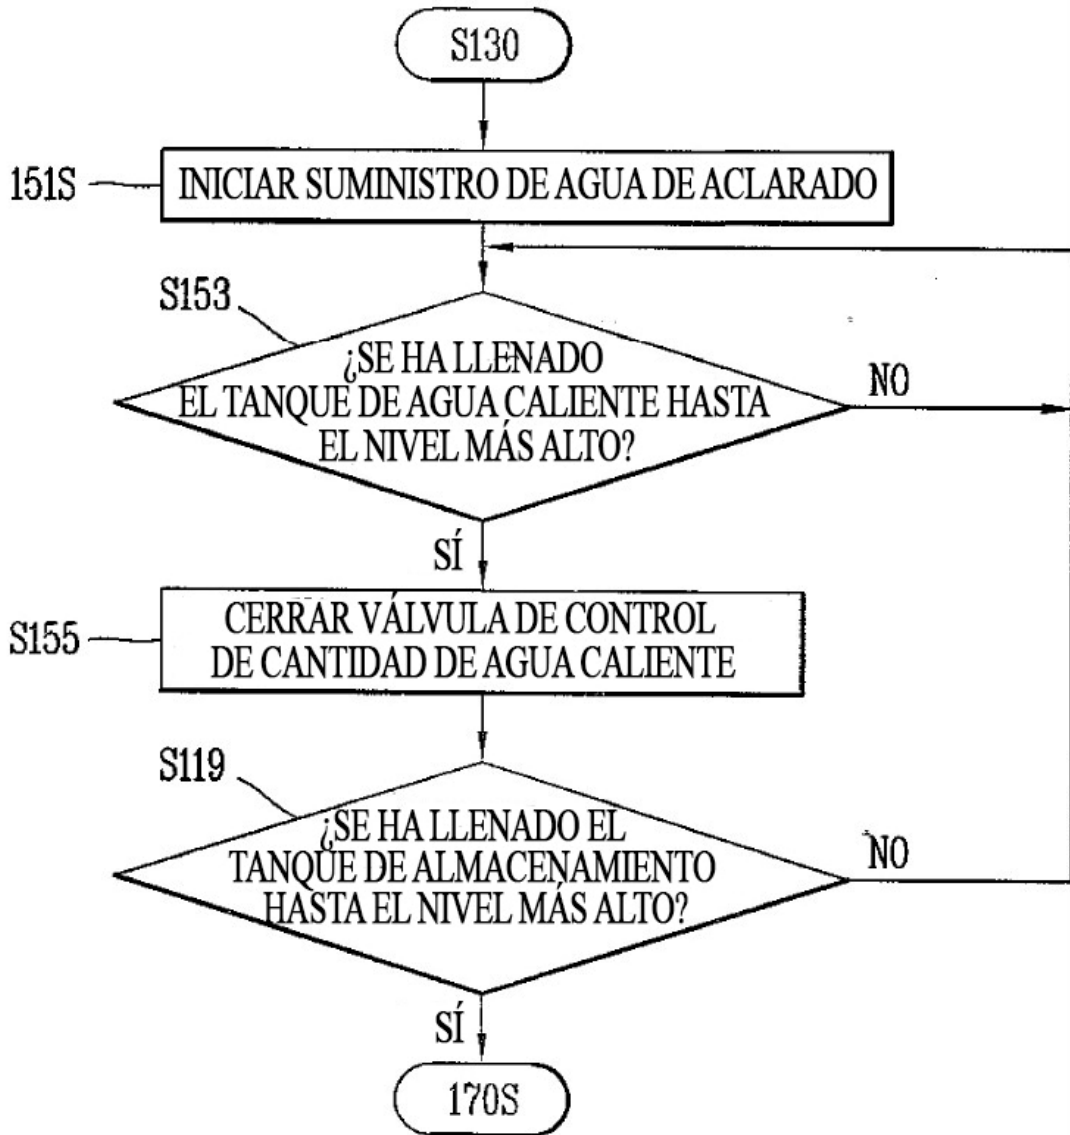 S130
151S
INICIAR SUMINISTRO DE AGUA DE ACLARADO
S153
¿SE HA LLENADO
EL TANQUE DE AGUA CALIENTE HASTA
EL NIVEL MÁS ALTO?
NO
SÍ
S155
CERRAR VÁLVULA DE CONTROL
DE CANTIDAD DE AGUA CALIENTE
S119
¿SE HA LLENADO EL
TANQUE DE ALMACENAMIENTO
HASTA EL NIVEL MÁS ALTO?
NO
SÍ
170S